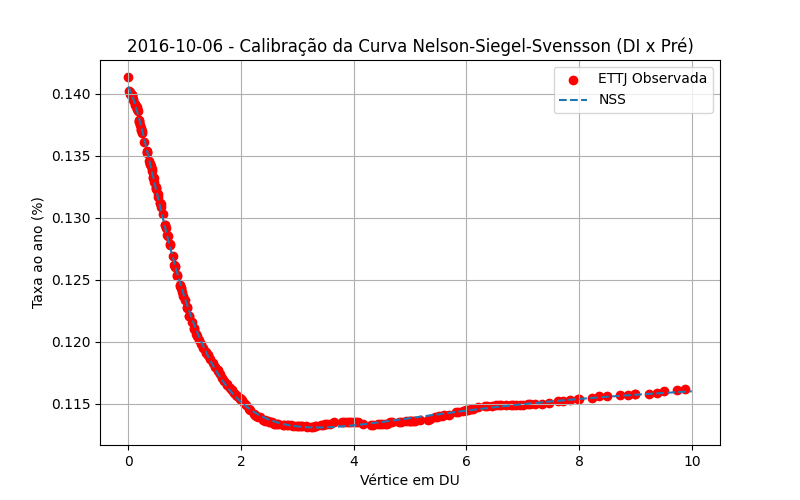 2016-10-06 - Calibração da Curva Nelson-Siegel-Svensson (DI x Pré)
ETTJ Observada
NSS
Taxa ao ano (%)
0.140
0.135
0.130
0.125
0.120
0.115
0 2 4 6 8 10
Vértice em DU